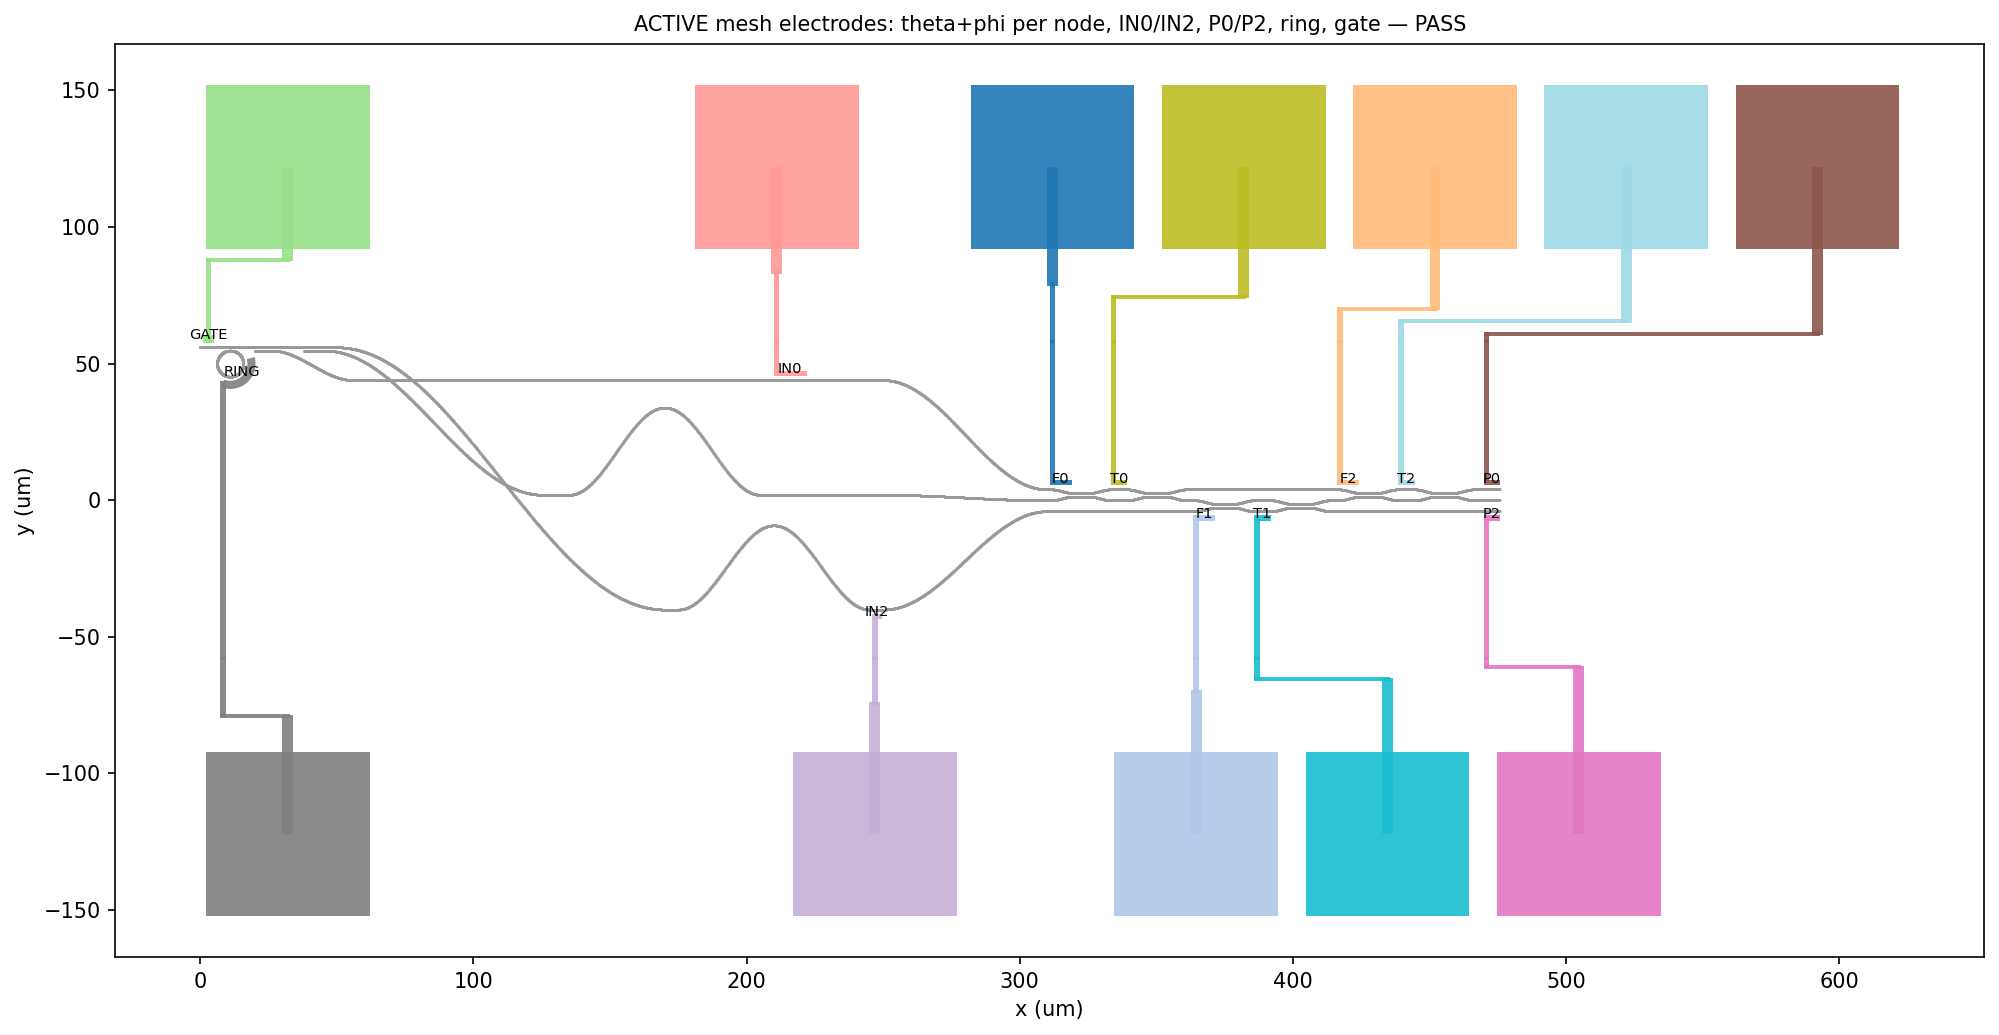 ACTIVE mesh electrodes: theta+phi per node, IN0/IN2, P0/P2, ring, gate — PASS
150
100
50
0
−50
−100
−150
y (um)
GATE
RING
IN0
F0
T0
F2
T2
P0
F1
T1
P2
IN2
0
100
200
300
400
500
600
x (um)